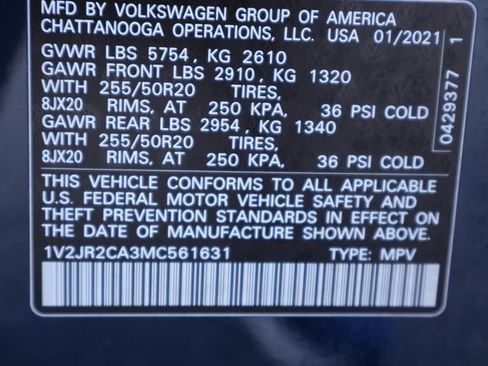 MFD BY VOLKSWAGEN GROUP OF AMERICA
CHATTANOOGA OPERATIONS, LLC. USA 01/2021
GVWR LBS 5754 , KG 2610
GAWR FRONT LBS 2910, KG 1320
WITH 255/50R20 TIRES,
8JX20 RIMS, AT 250 KPA, 36 PSI COLD
GAWR REAR LBS 2954, KG 1340
WITH 255/50R20 TIRES,
8JX20 RIMS, AT 250 KPA, 36 PSI COLD
THIS VEHICLE CONFORMS TO ALL APPLICABLE
U.S. FEDERAL MOTOR VEHICLE SAFETY AND
THEFT PREVENTION STANDARDS IN EFFECT ON
THE DATE OF MANUFACTURE SHOWN ABOVE
1V2JR2CA3MC561631 TYPE: MPV
0429377 1